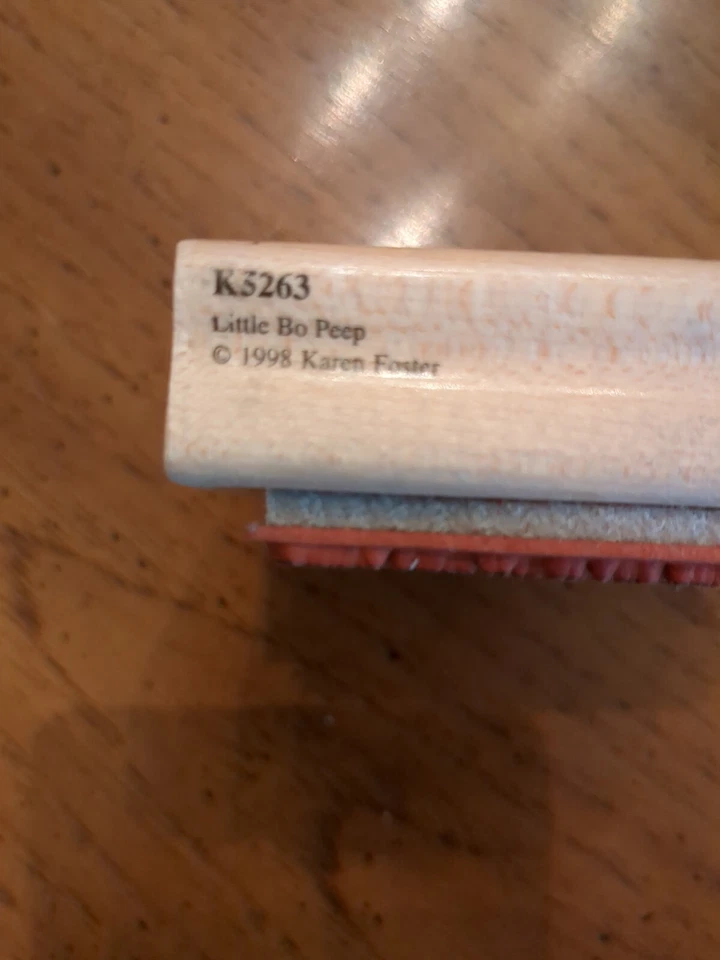 K5263
Little Bo Peep
© 1998 Karen Foster